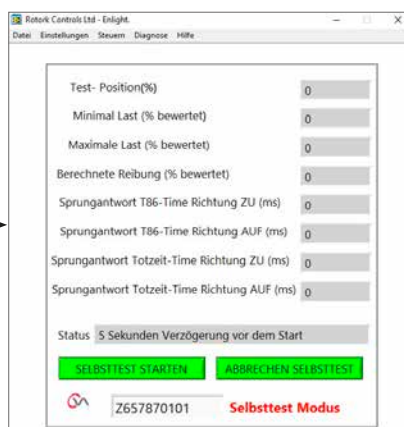 Rotork Controls Ltd - Enlight.
Datei Einstellungen Steuern Diagnose Hilfe
Test- Position(%) 0
Minimal Last (% bewertet) 0
Maximale Last (% bewertet) 0
Berechnete Reibung (% bewertet) 0
Sprungantwort T86-Time Richtung ZU (ms) 0
Sprungantwort T86-Time Richtung AUF (ms) 0
Sprungantwort Totzeit-Time Richtung ZU (ms) 0
Sprungantwort Totzeit-Time Richtung AUF (ms) 0
Status 5 Sekunden Verzögerung vor dem Start
SELBSTTEST STARTEN ABBRECHEN SELBSTTEST
Z657870101 Selbsttest Modus